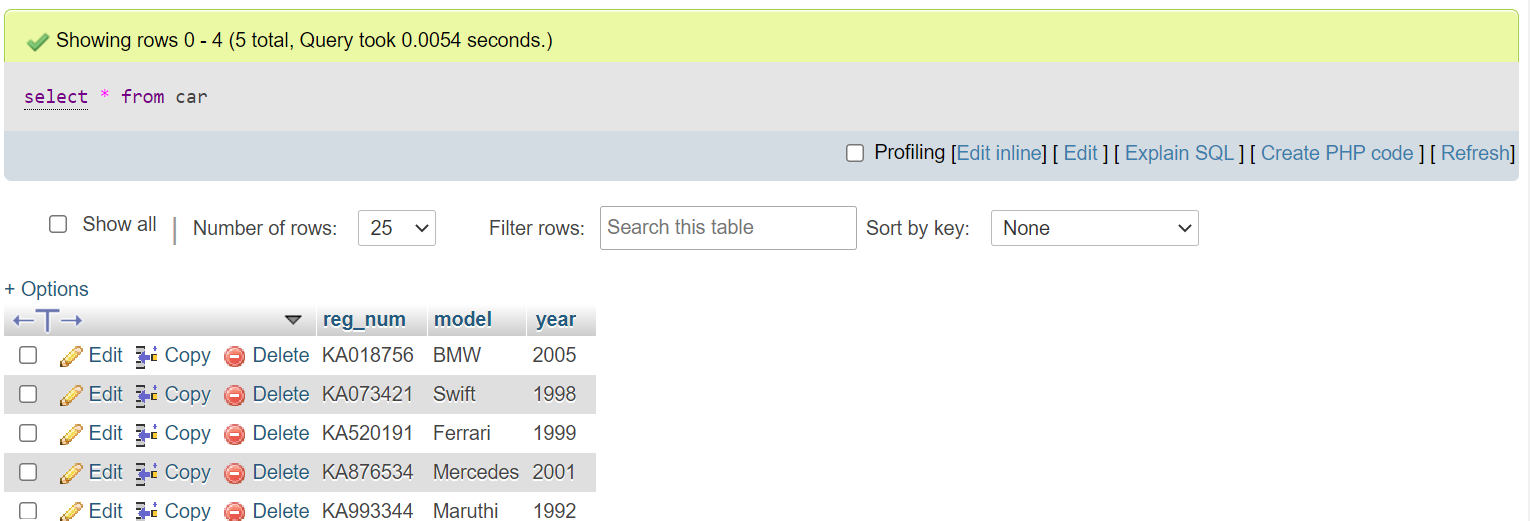 Showing rows 0 - 4 (5 total, Query took 0.0054 seconds.)
select * from car
Profiling [Edit inline] [ Edit ] [ Explain SQL ] [ Create PHP code ] [ Refresh]
Show all | Number of rows: 25 Filter rows: Search this table Sort by key: None
+ Options
reg_num model year
Edit Copy Delete KA018756 BMW 2005
Edit Copy Delete KA073421 Swift 1998
Edit Copy Delete KA520191 Ferrari 1999
Edit Copy Delete KA876534 Mercedes 2001
Edit Copy Delete KA993344 Maruthi 1992